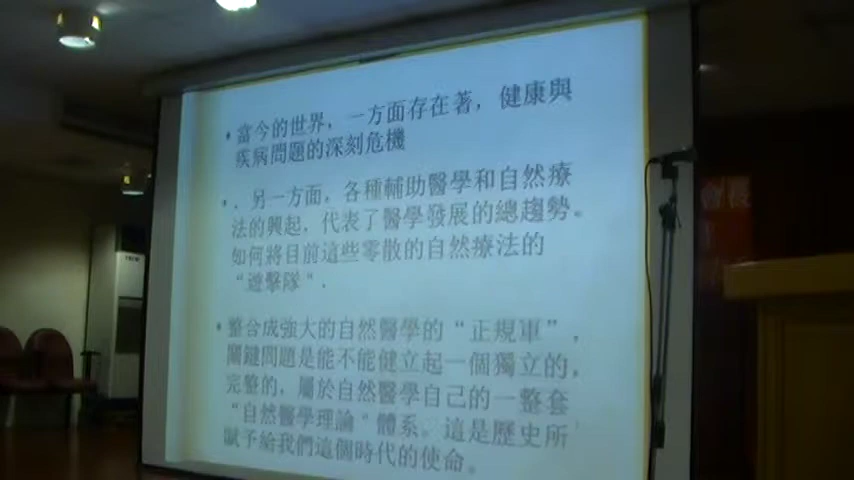 • 當今的世界，一方面存在著，健康與
疾病問題的深刻危機
• . 另一方面，各種輔助醫學和自然療
法的興起，代表了醫學發展的總趨勢。
如何將目前這些零散的自然療法的
“遊擊隊”.
• 整合成強大的自然醫學的“正規軍”,
關鍵問題是能不能健立起一個獨立的,
完整的，屬於自然醫學自己的一整套
“自然醫學理論“體系。這是歷史所
賦予給我們這個時代的使命。
會長